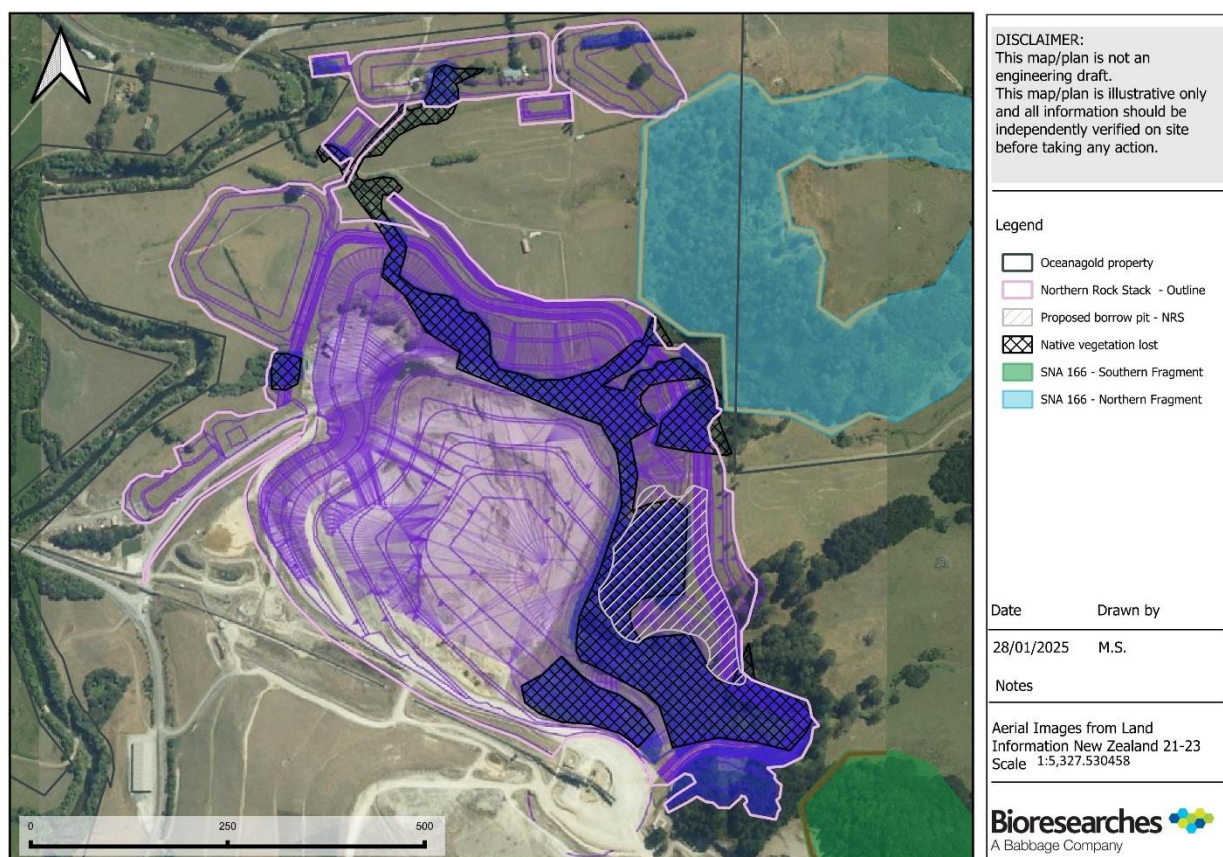 DISCLAIMER:
This map/plan is not an
engineering draft.
This map/plan is illustrative only
and all information should be
independently verified on site
before taking any action.
Legend
Oceanagold property
Northern Rock Stack - Outline
Proposed borrow pit - NRS
Native vegetation lost
SNA 166 - Southern Fragment
SNA 166 - Northern Fragment
Date Drawn by
28/01/2025 M.S.
Notes
Aerial Images from Land
Information New Zealand 21-23
Scale 1:5,327.530458
Bioresearches
A Babbage Company
0 250 500